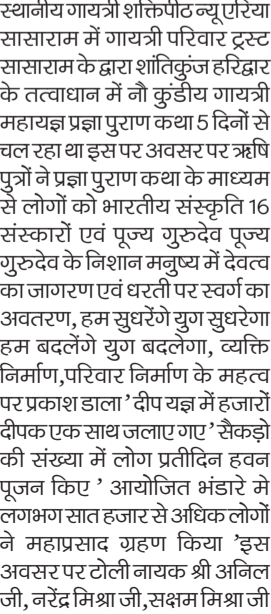 स्थानीय गायत्री शक्तिपीठ न्यू एरिया
सासाराम में गायत्री परिवार ट्रस्ट
सासाराम के द्वारा शांतिकुंज हरिद्वार
के तत्वाधान में नौ कुंडीय गायत्री
महायज्ञ प्रज्ञा पुराण कथा 5 दिनों से
चल रहा था इस पर अवसर पर ऋषि
पुत्रों ने प्रज्ञा पुराण कथा के माध्यम
से लोगों को भारतीय संस्कृति 16
संस्कारों एवं पूज्य गुरुदेव पूज्य
गुरुदेव के निशान मनुष्य में देवत्व
का जागरण एवं धरती पर स्वर्ग का
अवतरण, हम सुधरेंगे युग सुधरेगा
हम बदलेंगे युग बदलेगा, व्यक्ति
निर्माण,परिवार निर्माण के महत्व
पर प्रकाश डाला ’ दीप यज्ञ में हजारों
दीपक एक साथ जलाए गए ’ सैकड़ो
की संख्या में लोग प्रतीदिन हवन
पूजन किए ’ आयोजित भंडारे मे
लगभग सात हजार से अधिक लोगों
ने महाप्रसाद ग्रहण किया ’इस
अवसर पर टोली नायक श्री अनिल
जी, नरेंद्र मिश्रा जी,सक्षम मिश्रा जी